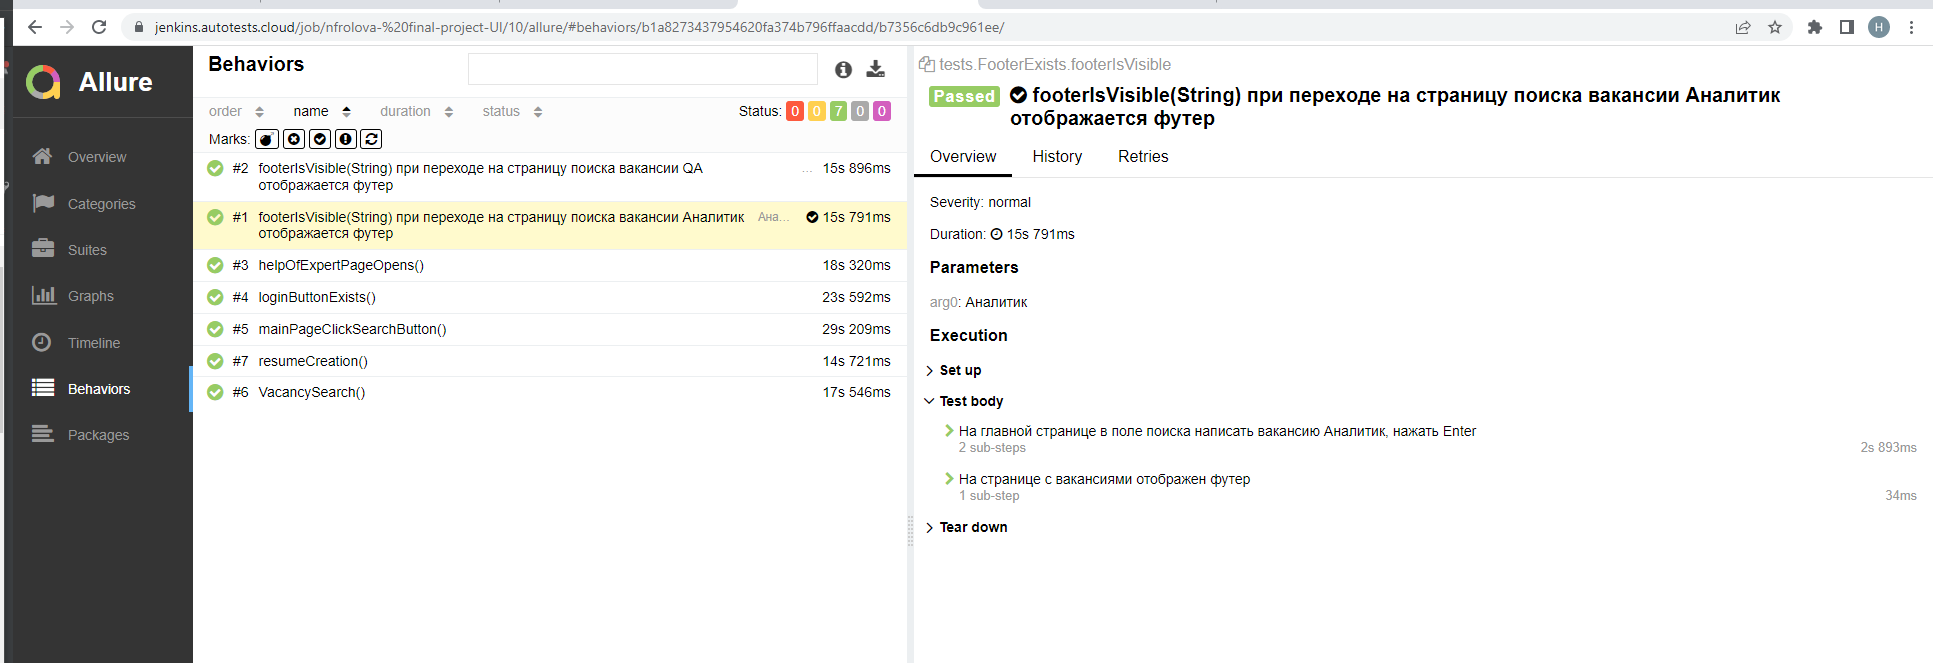 jenkins.autotests.cloud/job/nfrolova-%20final-project-UI/10/allure/#behaviors/b1a8273437954620fa374b796ffaacdd/b7356c6db9c961ee/
H
Allure
Overview
Categories
Suites
Graphs
Timeline
Behaviors
Packages
Behaviors
order name duration status Status: 0 0 7 0 0
Marks:
#2 footerIsVisible(String) при переходе на страницу поиска вакансии QA ... 15s 896ms
отображается футер
#1 footerIsVisible(String) при переходе на страницу поиска вакансии Аналитик Ана... 15s 791ms
отображается футер
#3 helpOfExpertPageOpens() 18s 320ms
#4 loginButtonExists() 23s 592ms
#5 mainPageClickSearchButton() 29s 209ms
#7 resumeCreation() 14s 721ms
#6 VacancySearch() 17s 546ms
tests.FooterExists.footerIsVisible
Passed footerIsVisible(String) при переходе на страницу поиска вакансии Аналитик
отображается футер
Overview History Retries
Severity: normal
Duration: 15s 791ms
Parameters
arg0: Аналитик
Execution
Set up
Test body
На главной странице в поле поиска написать вакансию Аналитик, нажать Enter
2 sub-steps 2s 893ms
На странице с вакансиями отображен футер
1 sub-step 34ms
Tear down